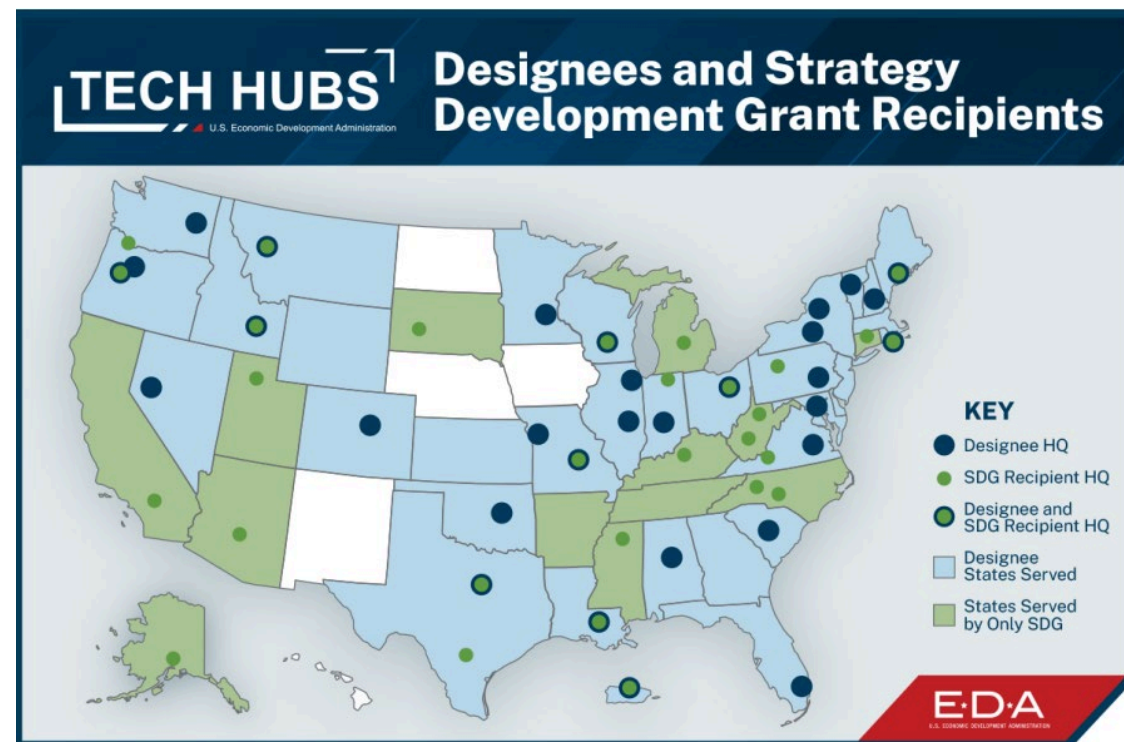 TECH HUBS
U.S. Economic Development Administration
Designees and Strategy
Development Grant Recipients
KEY
Designee HQ
SDG Recipient HQ
Designee and
SDG Recipient HQ
Designee
States Served
States Served
by Only SDG
E★D★A
U.S. ECONOMIC DEVELOPMENT ADMINISTRATION